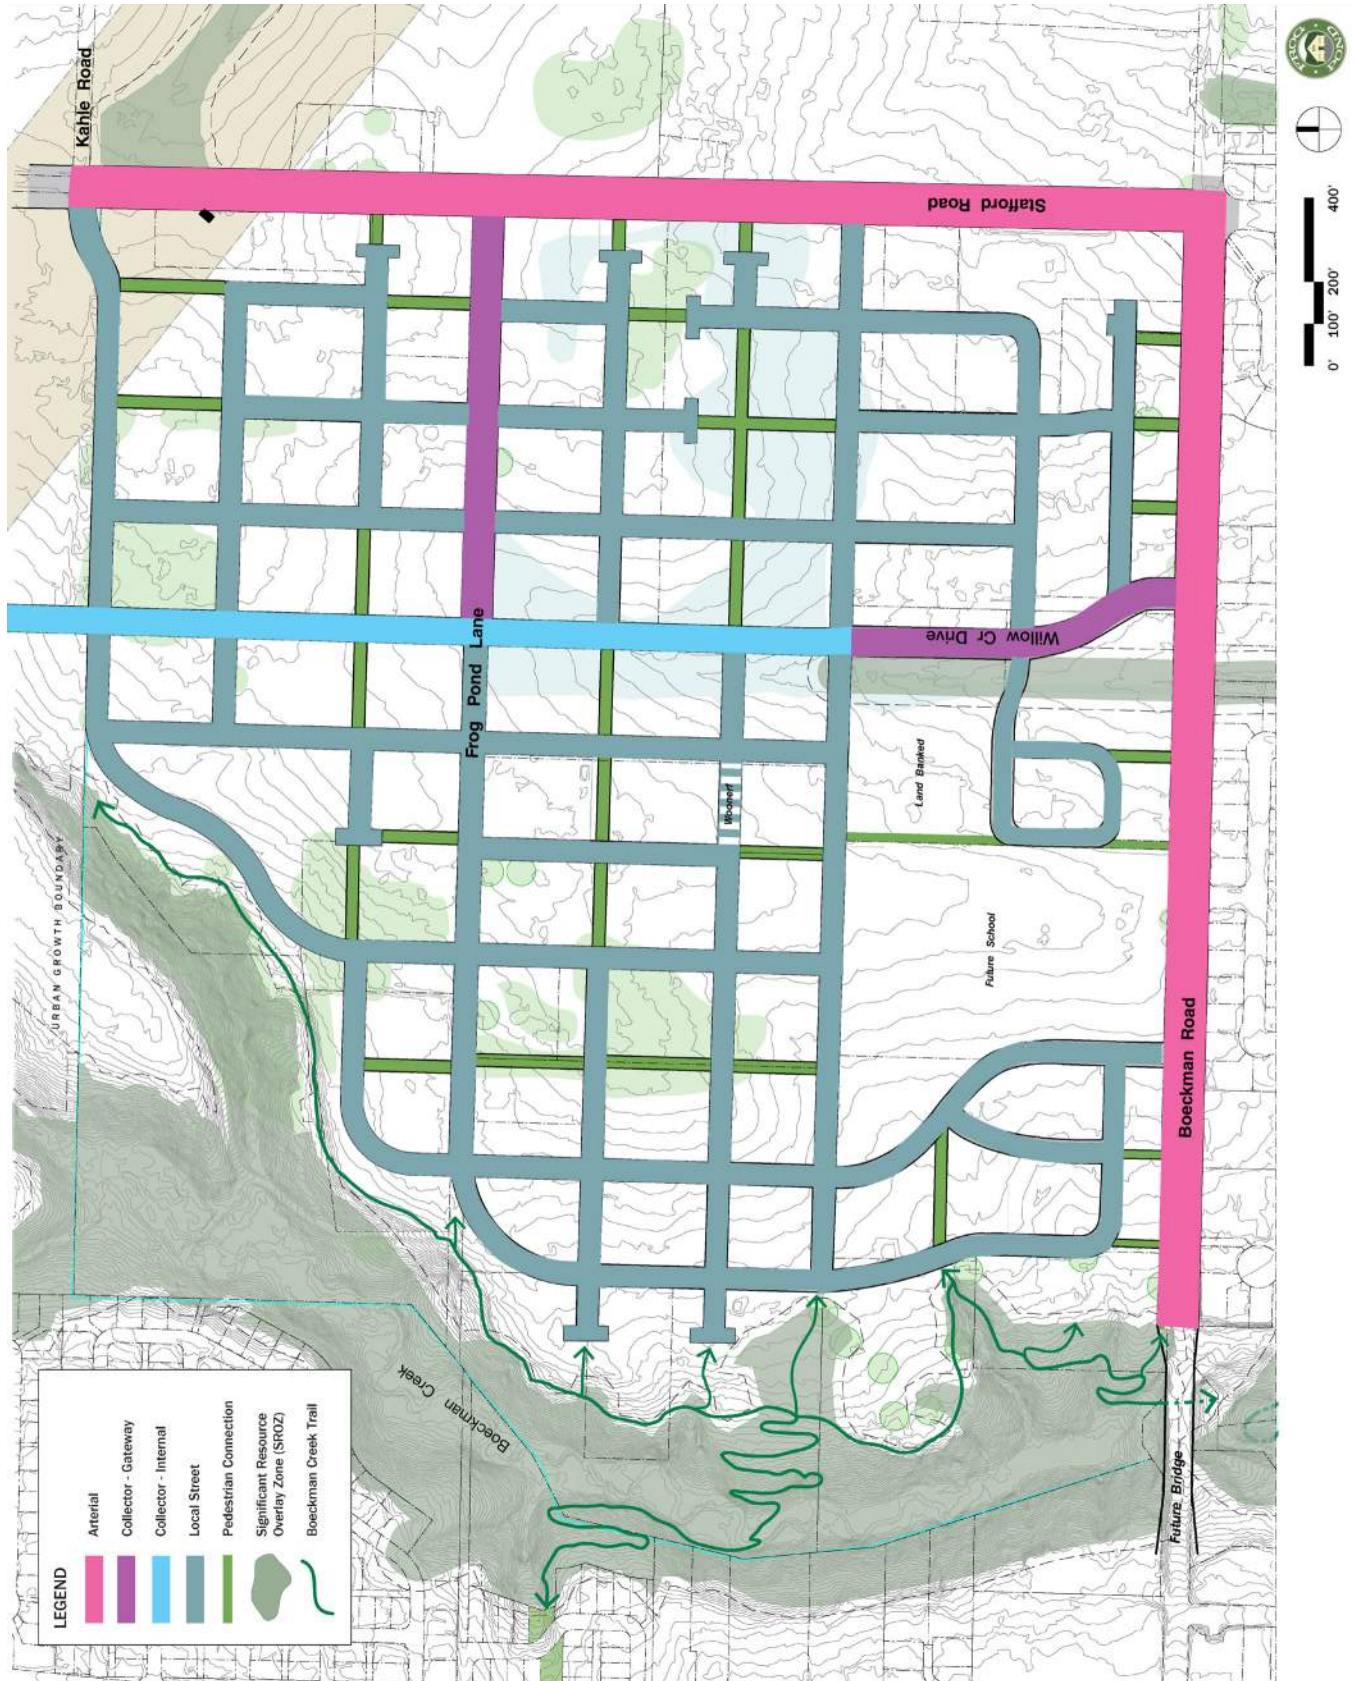 LEGEND
Arterial
Collector - Gateway
Collector - Internal
Local Street
Pedestrian Connection
Significant Resource
Overlay Zone (SROZ)
Boeckman Creek Trail
URBAN GROWTH BOUNDARY
Kahle Road
Stafford Road
Frog Pond Lane
Willow Cr Drive
Woonerf
Land Banked
Future School
Boeckman Road
Boeckman Creek
Future Bridge
0' 100' 200' 400'
FROG POND